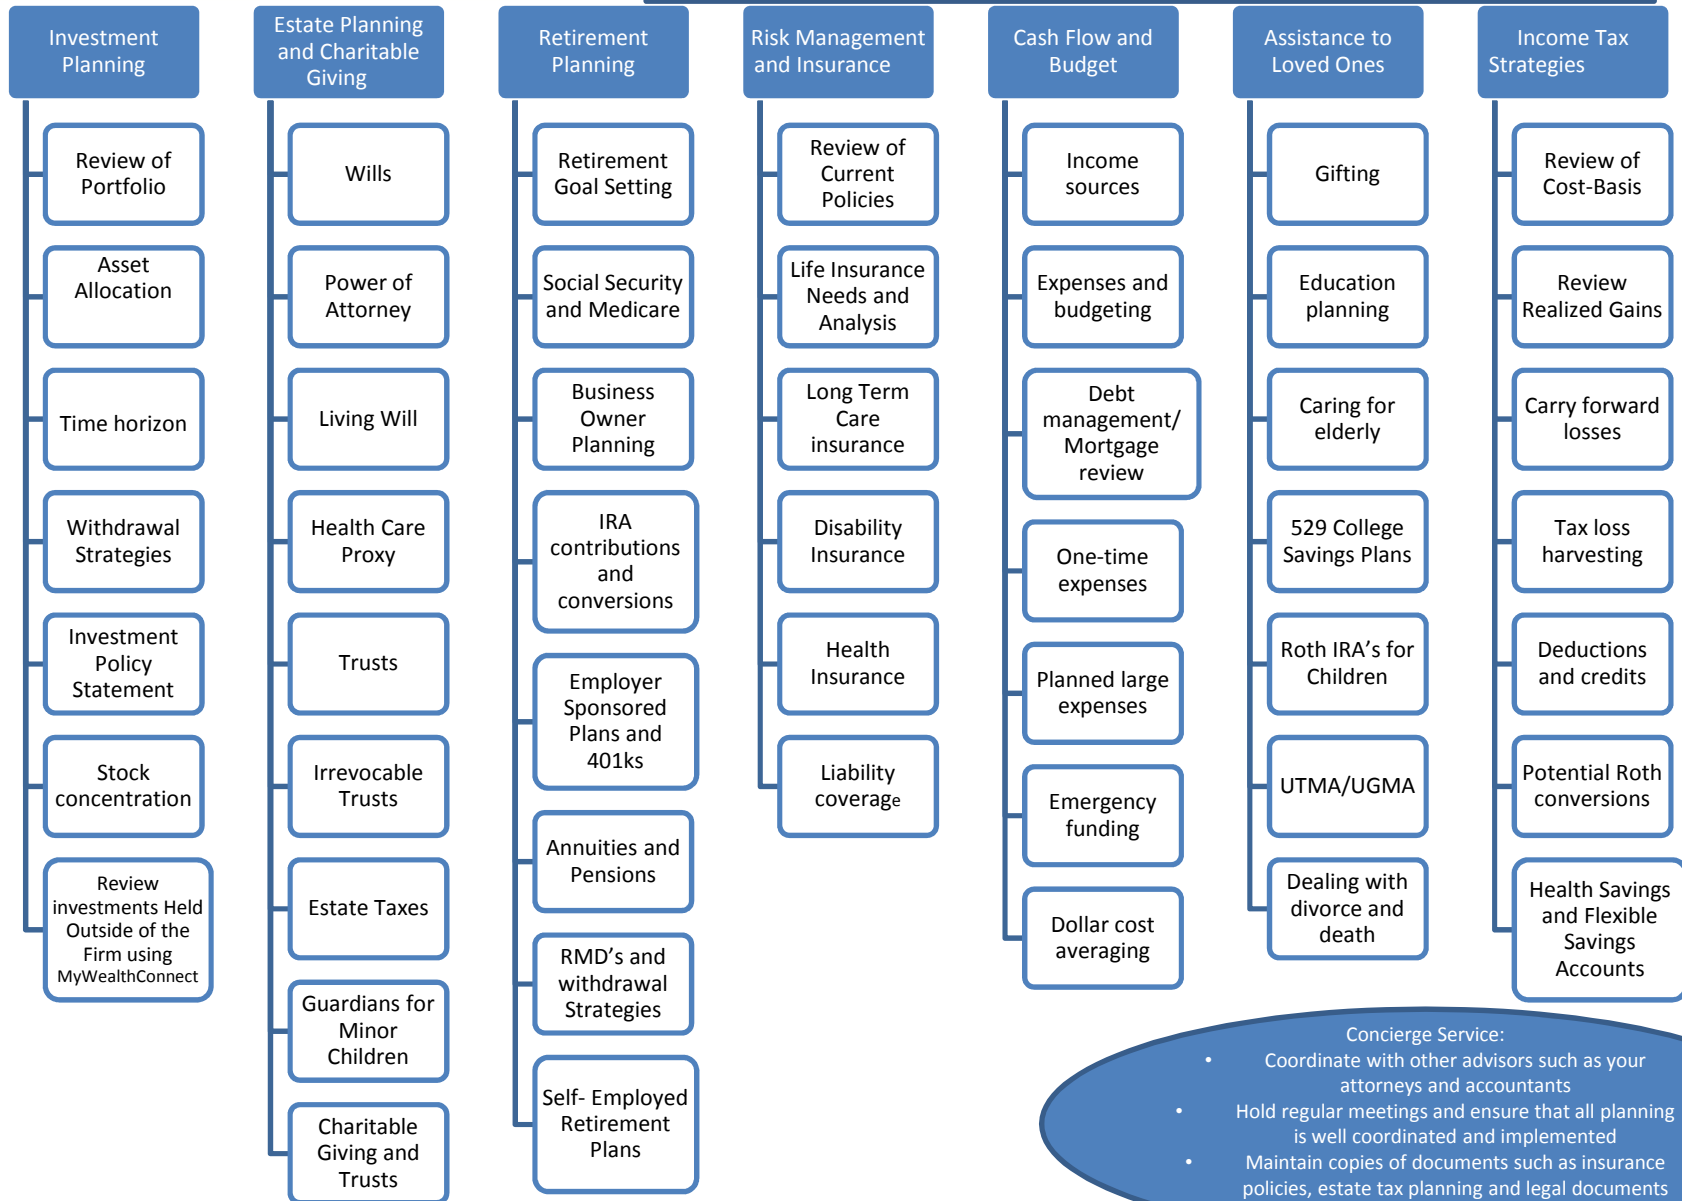 Investment
Planning
Review of
Portfolio
Asset
Allocation
Time horizon
Withdrawal
Strategies
Investment
Policy
Statement
Stock
concentration
Review
investments Held
Outside of the
Firm using
MyWealthConnect
Estate Planning
and Charitable
Giving
Wills
Power of
Attorney
Living Will
Health Care
Proxy
Trusts
Irrevocable
Trusts
Estate Taxes
Guardians for
Minor
Children
Charitable
Giving and
Trusts
Retirement
Planning
Retirement
Goal Setting
Social Security
and Medicare
Business
Owner
Planning
IRA
contributions
and
conversions
Employer
Sponsored
Plans and
401ks
Annuities and
Pensions
RMD's and
withdrawal
Strategies
Self- Employed
Retirement
Plans
Risk Management
and Insurance
Review of
Current
Policies
Life Insurance
Needs and
Analysis
Long Term
Care
insurance
Disability
Insurance
Health
Insurance
Liability
coverage
Cash Flow and
Budget
Income
sources
Expenses and
budgeting
Debt
management/
Mortgage
review
One-time
expenses
Planned large
expenses
Emergency
funding
Dollar cost
averaging
Assistance to
Loved Ones
Gifting
Education
planning
Caring for
elderly
529 College
Savings Plans
Roth IRA's for
Children
UTMA/UGMA
Dealing with
divorce and
death
Income Tax
Strategies
Review of
Cost-Basis
Review
Realized Gains
Carry forward
losses
Tax loss
harvesting
Deductions
and credits
Potential Roth
conversions
Health Savings
and Flexible
Savings
Accounts
Concierge Service:
• Coordinate with other advisors such as your
attorneys and accountants
• Hold regular meetings and ensure that all planning
is well coordinated and implemented
• Maintain copies of documents such as insurance
policies, estate tax planning and legal documents